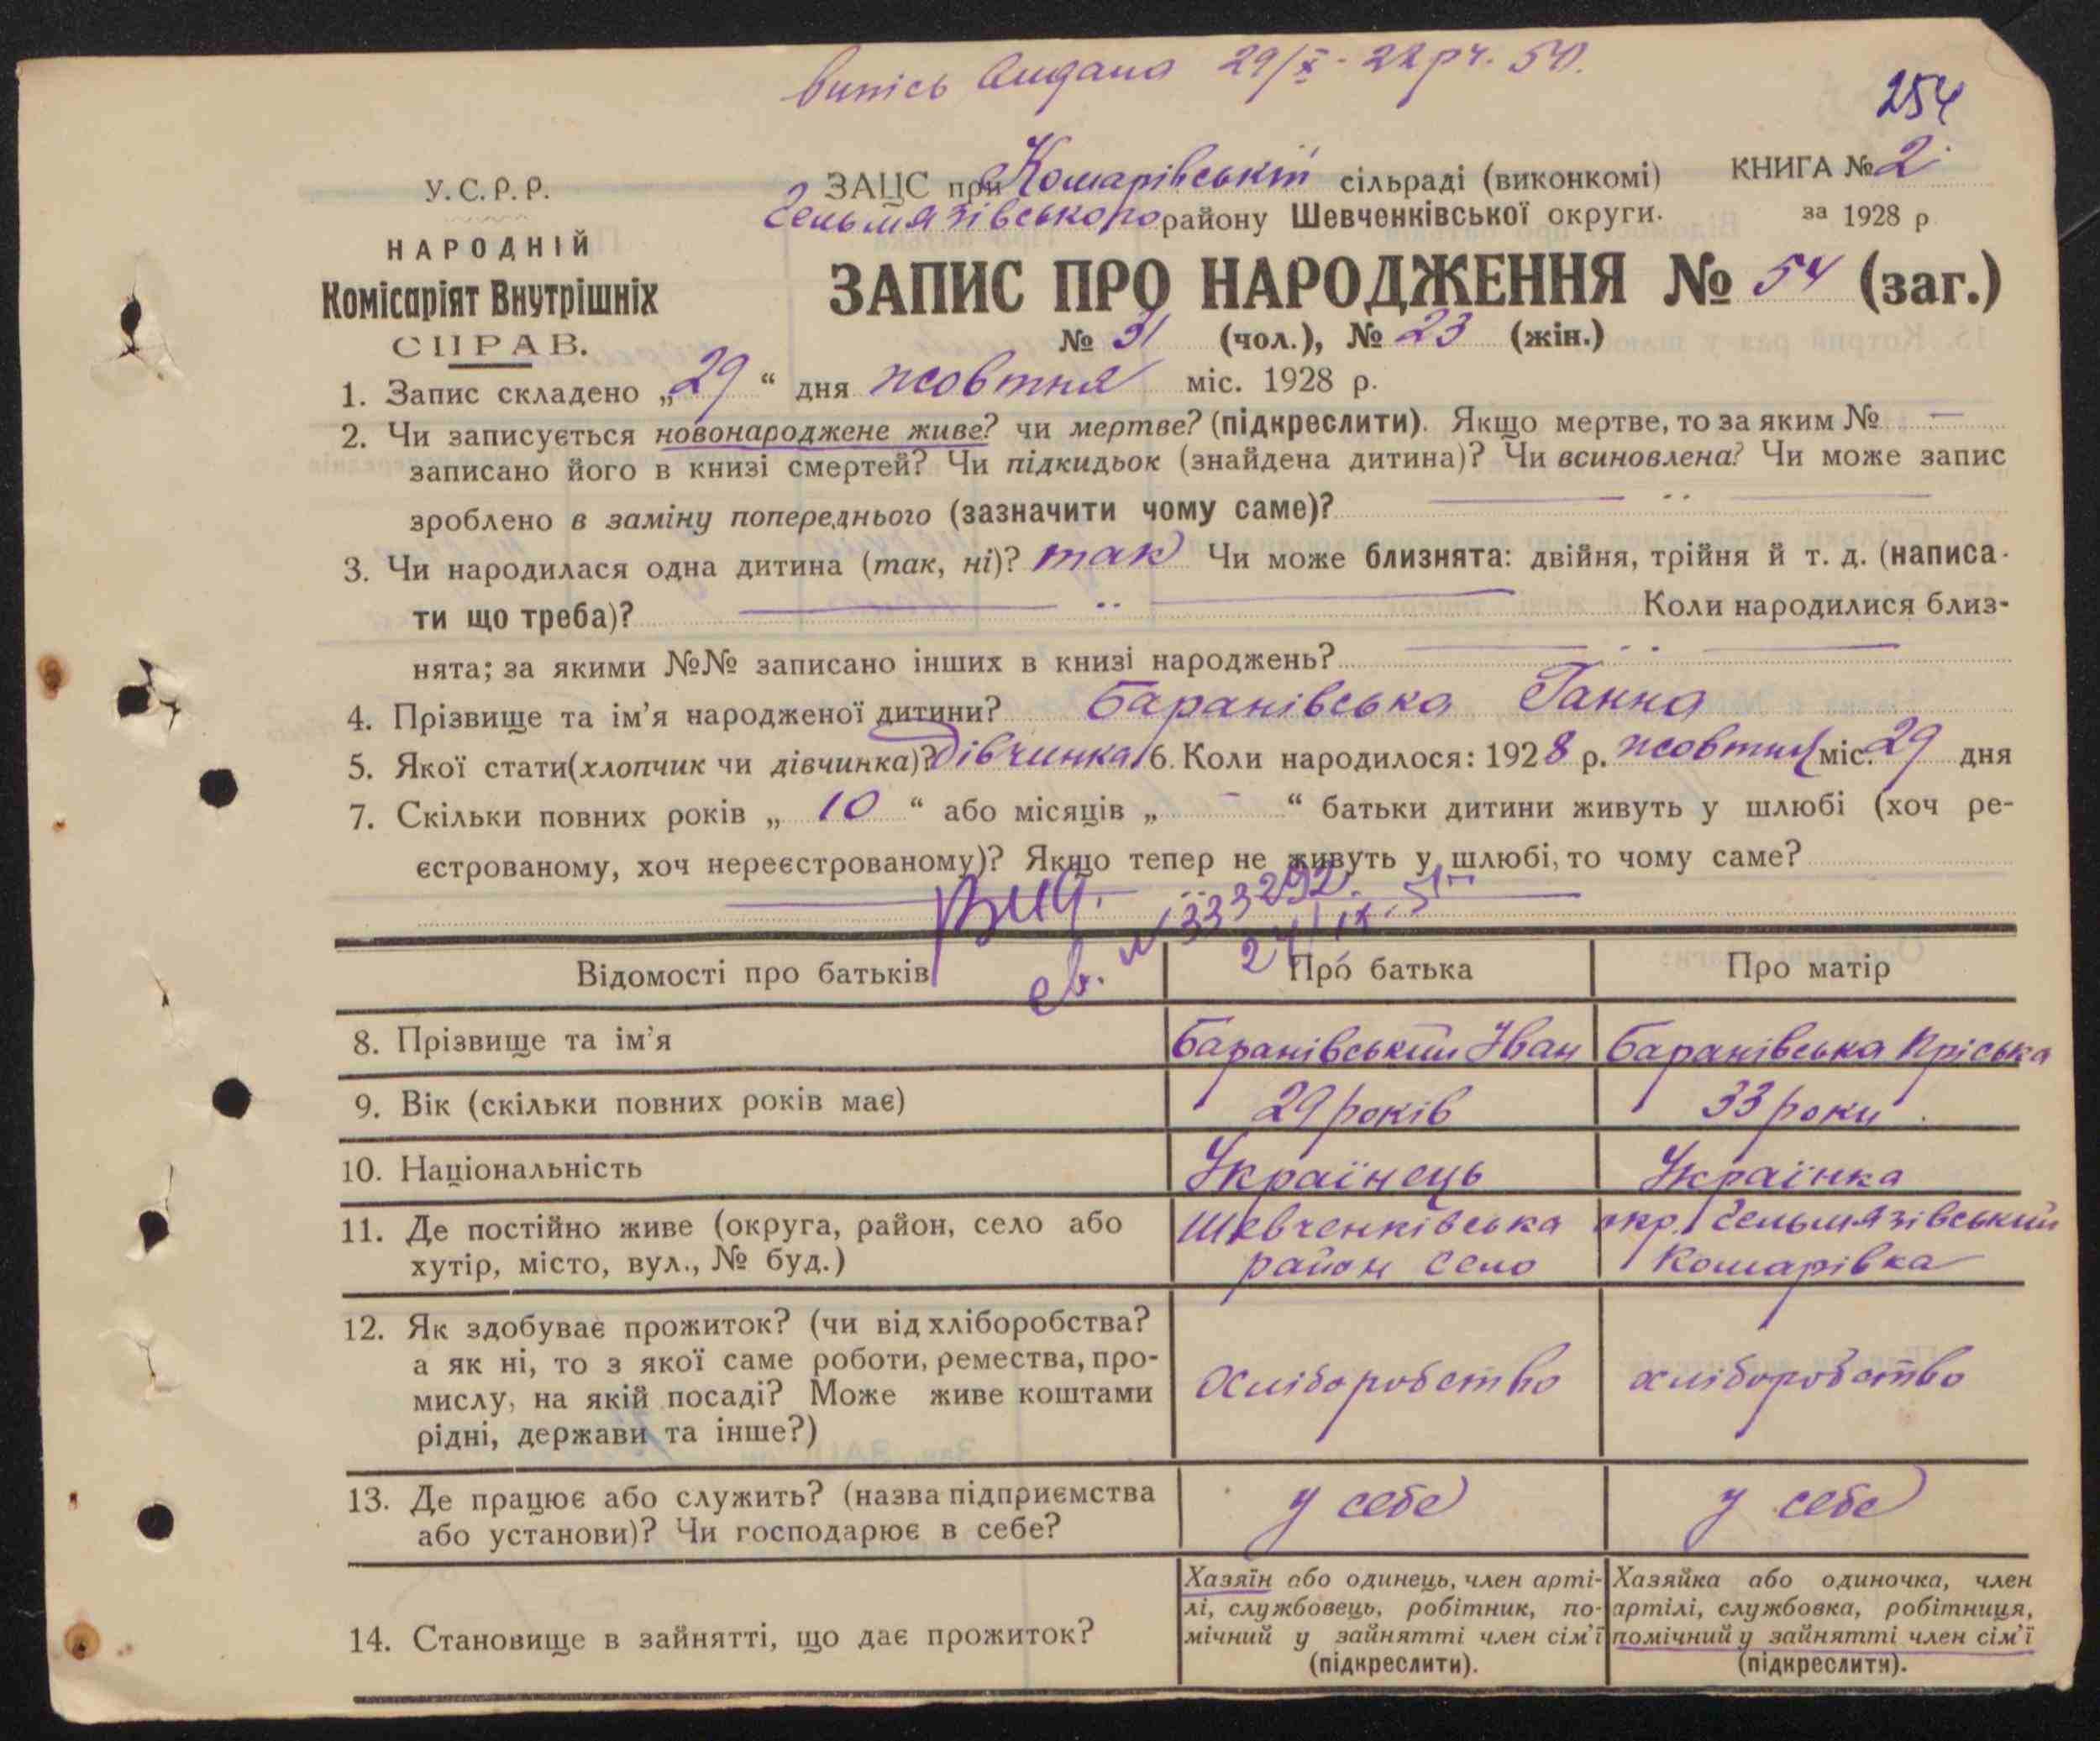 випісь видана 29/X - 28 рч. 54.
254
У.С.Р.Р.
НАРОДНІЙ
Комісаріят Внутрішніх
СПРАВ.
ЗАЦС при Комарівській сільраді (виконкомі)
КНИГА № 2
Гельмязівського району Шевченківської округи.
за 1928 р
ЗАПИС ПРО НАРОДЖЕННЯ № 54 (заг.)
№ 31 (чол.), № 23 (жін.)
1. Запис складено „ 29 “ дня жовтня міс. 1928 р.
2. Чи записується новонароджене живе? чи мертве? (підкреслити). Якщо мертве, то за яким № —
записано його в книзі смертей? Чи підкидьок (знайдена дитина)? Чи всиновлена? Чи може запис
зроблено в заміну попереднього (зазначити чому саме)? — „ —
3. Чи народилася одна дитина (так, ні)? так Чи може близнята: двійня, трійня й т. д. (написа-
ти що треба)? — „ — Коли народилися близ-
нята; за якими №№ записано інших в книзі народжень? — „ —
4. Прізвище та ім’я народженої дитини? Баранівська Ганна
5. Якої стати (хлопчик чи дівчинка)? Дівчинка 6. Коли народилося: 1928 р. жовтня міс. 29 дня
7. Скільки повних років „ 10 “ або місяців „ — “ батьки дитини живуть у шлюбі (хоч ре-
єстрованому, хоч нереєстрованому)? Якщо тепер не живуть у шлюбі, то чому саме?
— „ —
Вид.
св. № 333292
24/IX.51
Відомості про батьків
Про батька
Про матір
8. Прізвище та ім’я
Баранівський Іван
Баранівська Пріська
9. Вік (скільки повних років має)
29 років
33 роки.
10. Національність
Українець
Українка
11. Де постійно живе (округа, район, село або
хутір, місто, вул., № буд.)
Шевченківська окр. Гельмязівський
район село Комарівка
12. Як здобуває прожиток? (чи від хліборобства?
а як ні, то з якої саме роботи, ремества, про-
мислу, на якій посаді? Може живе коштами
рідні, держави та інше?)
хліборобство
хліборобство
13. Де працює або служить? (назва підприємства
або установи)? Чи господарює в себе?
у себе
у себе
14. Становище в зайнятті, що дає прожиток?
Хазяїн або одинець, член арті-
лі, службовець, робітник, по-
мічний у зайнятті член сім’ї
(підкреслити).
Хазяйка або одиночка, член
артілі, службовка, робітниця,
помічний у зайнятті член сім’ї
(підкреслити).